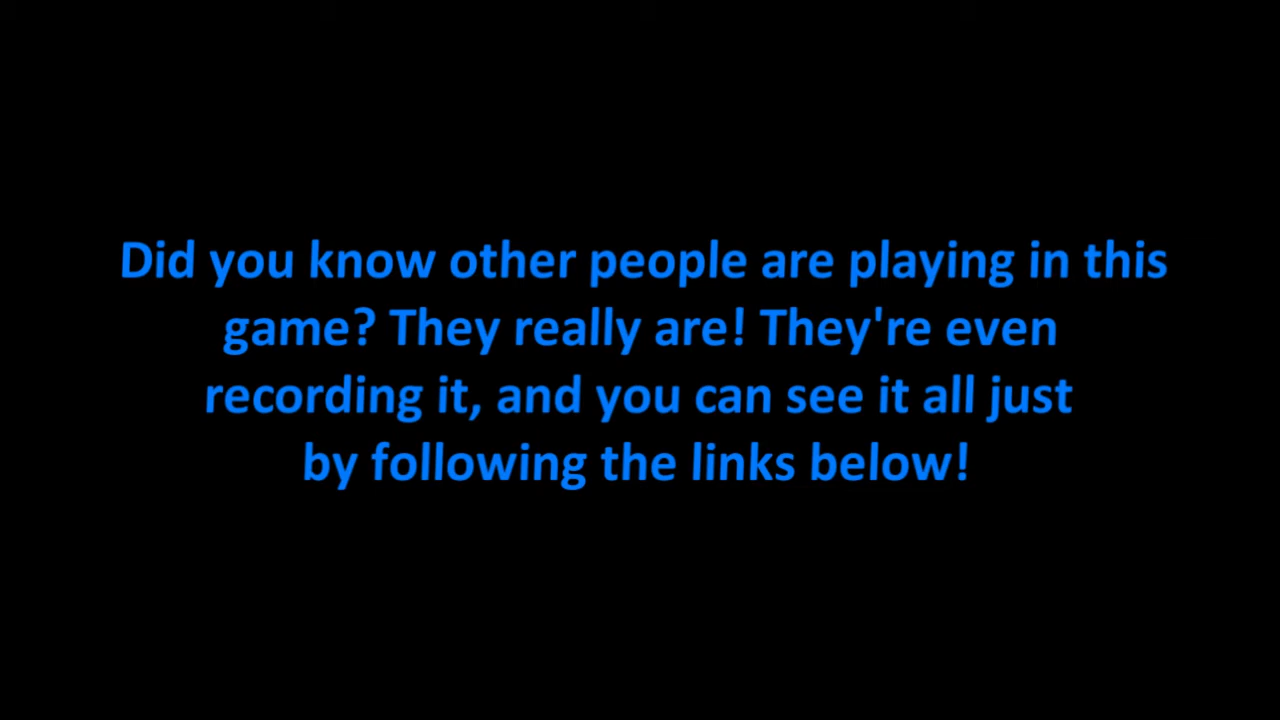 Did you know other people are playing in this
game? They really are! They're even
recording it, and you can see it all just
by following the links below!